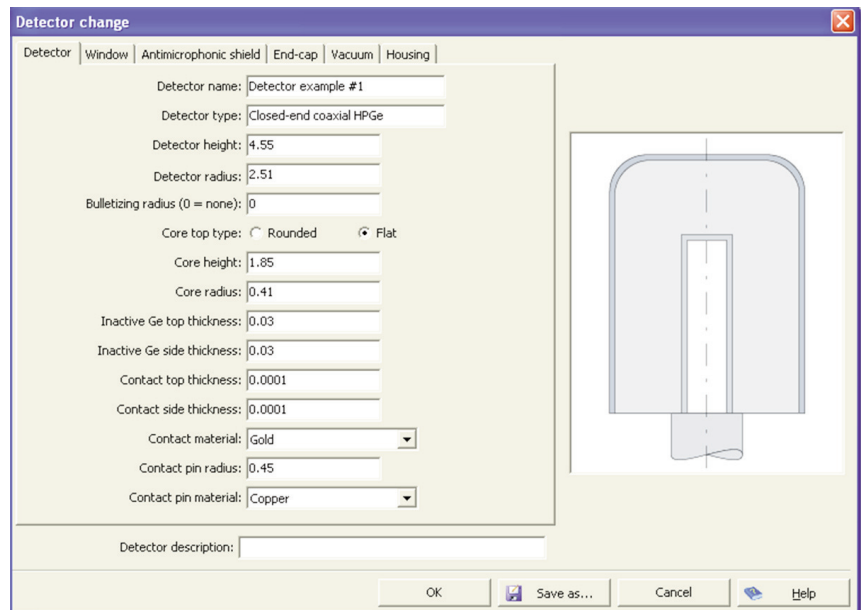 Detector change
Detector Window Antimicrophonic shield End-cap Vacuum Housing
Detector name: Detector example #1
Detector type: Closed-end coaxial HPGe
Detector height: 4.55
Detector radius: 2.51
Bulletizing radius (0 = none): 0
Core top type: Rounded Flat
Core height: 1.85
Core radius: 0.41
Inactive Ge top thickness: 0.03
Inactive Ge side thickness: 0.03
Contact top thickness: 0.0001
Contact side thickness: 0.0001
Contact material: Gold
Contact pin radius: 0.45
Contact pin material: Copper
Detector description:
OK Save as... Cancel Help